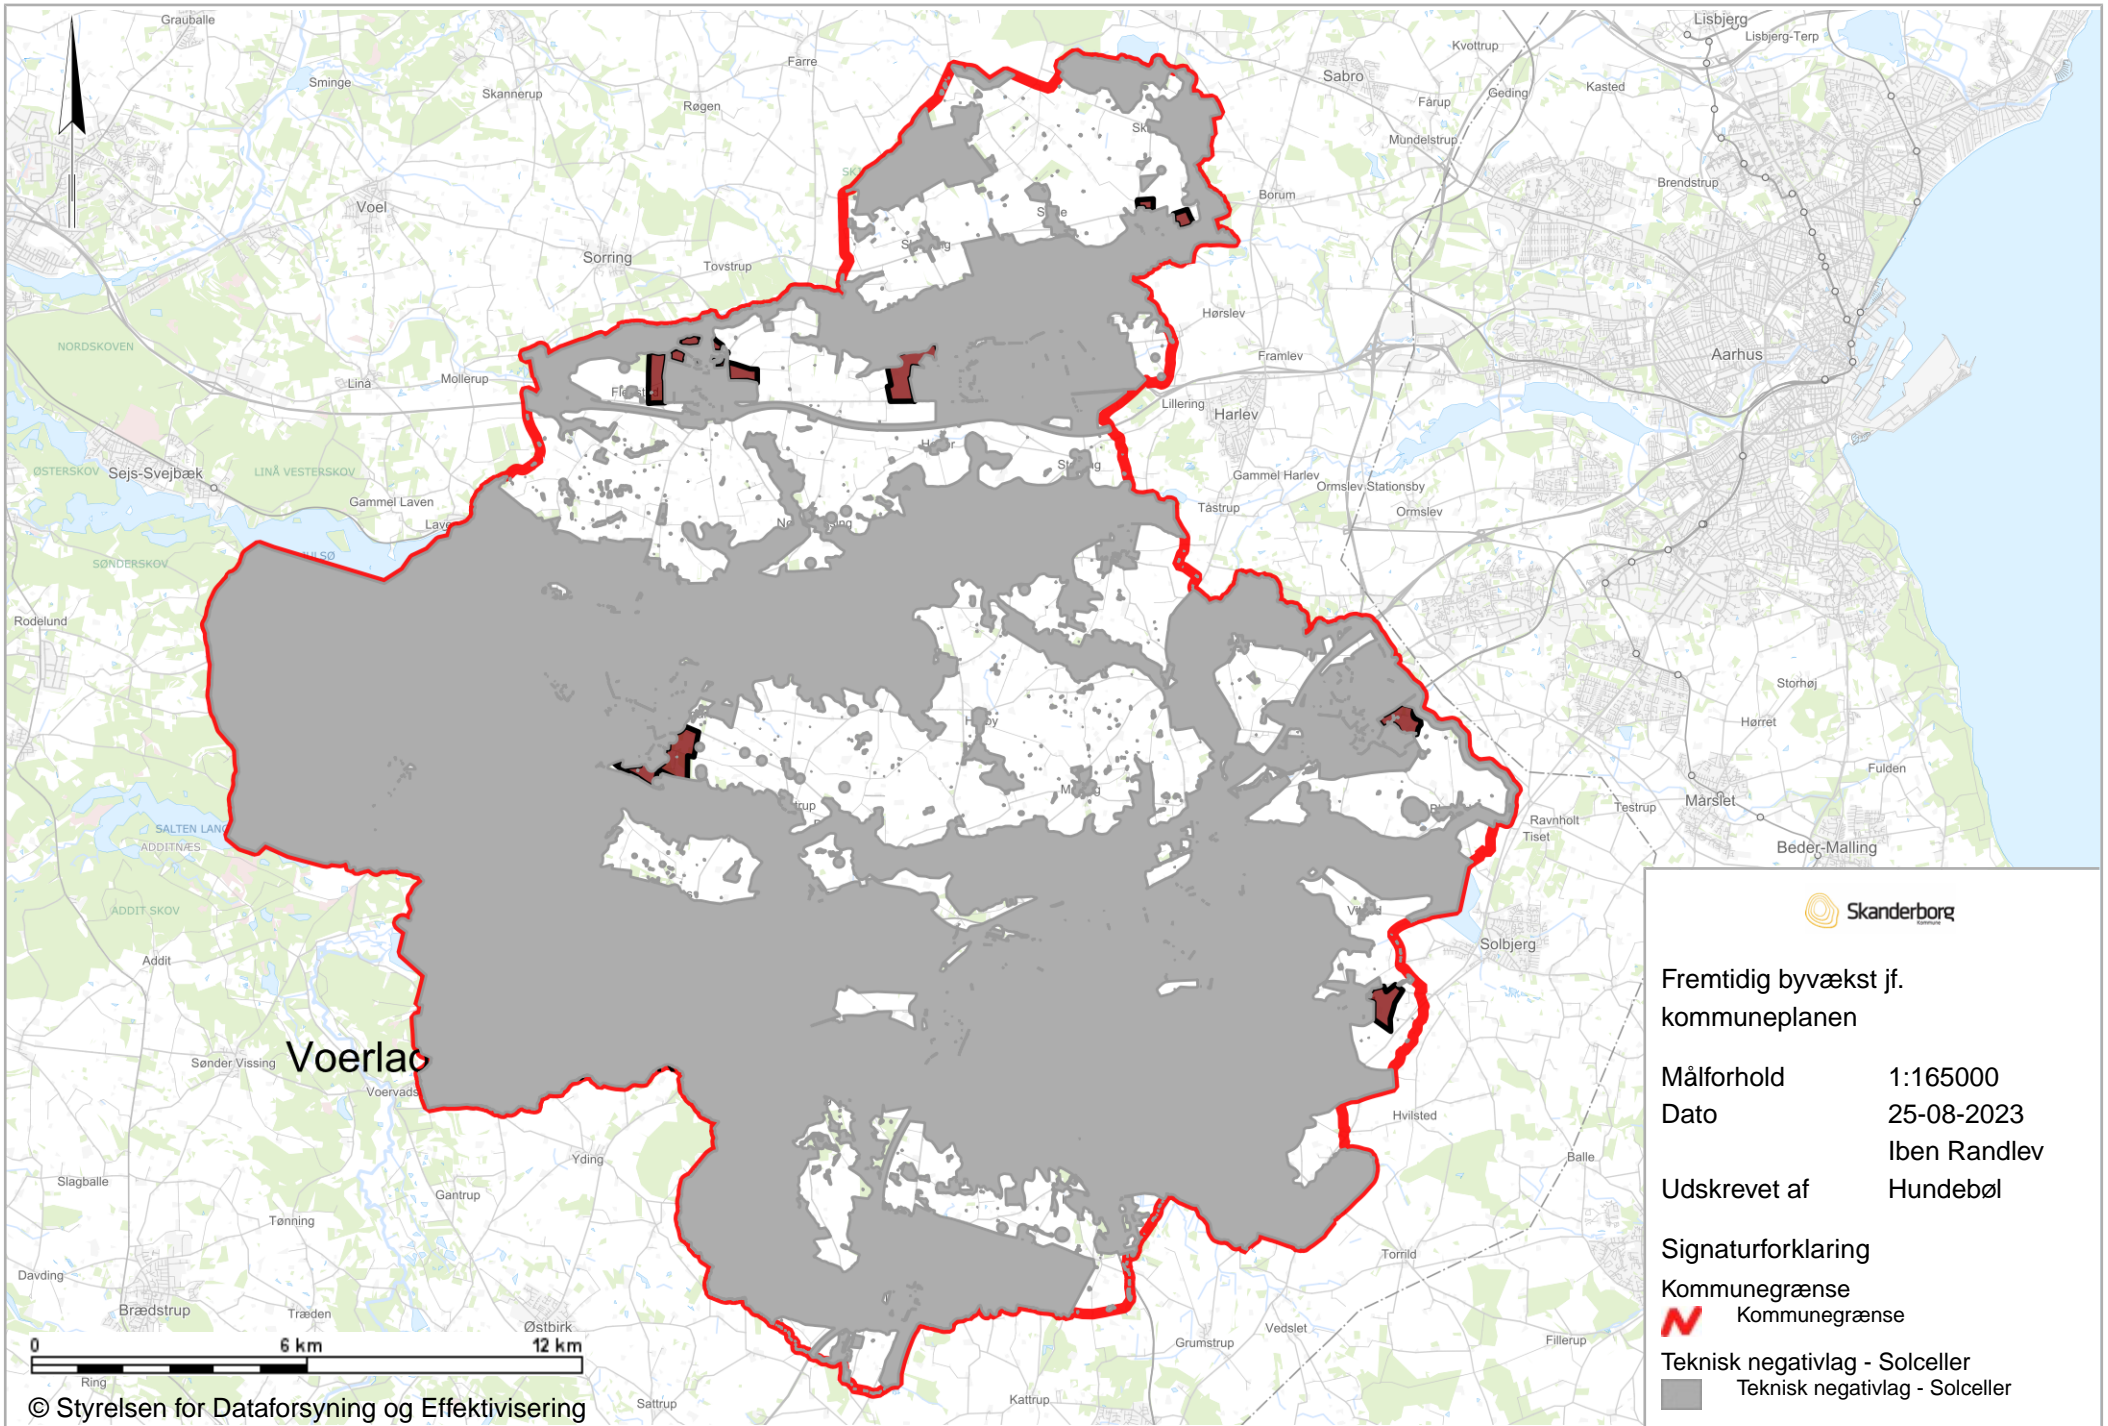 Grauballe
Lisbjerg
Lisbjerg-Terp
Kvottrup
Farre
Sabro
Sminge
Skannerup
Røgen
Geding
Kasted
Fårup
Mundelstrup
Voel
Borum
Brendstrup
Sorring
Tovstrup
Hørslev
NORDSKOVEN
Framlev
Aarhus
Linå
Mollerup
Lillering
Harlev
ØSTERSKOV
Sejs-Svejbæk
LINÅ VESTERSKOV
Gammel Harlev
Ormslev Stationsby
Gammel Laven
Tåstrup
Ormslev
SØNDERSKOV
Rodelund
Storhøj
Hørret
Fulden
Mårslet
Testrup
SALTEN LANG
ADDITNÆS
Ravnholt
Tiset
Beder-Malling
ADDIT SKOV
Addit
Solbjerg
Sønder Vissing
Voerlad
Voervads
Hvilsted
Yding
Balle
Slagballe
Gantrup
Tønning
Torrild
Davding
Brædstrup
Træden
Østbirk
Vedslet
Grumstrup
Fillerup
Ring
Sattrup
Kattrup
0 6 km 12 km
© Styrelsen for Dataforsyning og Effektivisering
Skanderborg
Kommune
Fremtidig byvækst jf.
kommuneplanen
Målforhold 1:165000
Dato 25-08-2023
Iben Randlev
Udskrevet af Hundebøl
Signaturforklaring
Kommunegrænse
Kommunegrænse
Teknisk negativlag - Solceller
Teknisk negativlag - Solceller